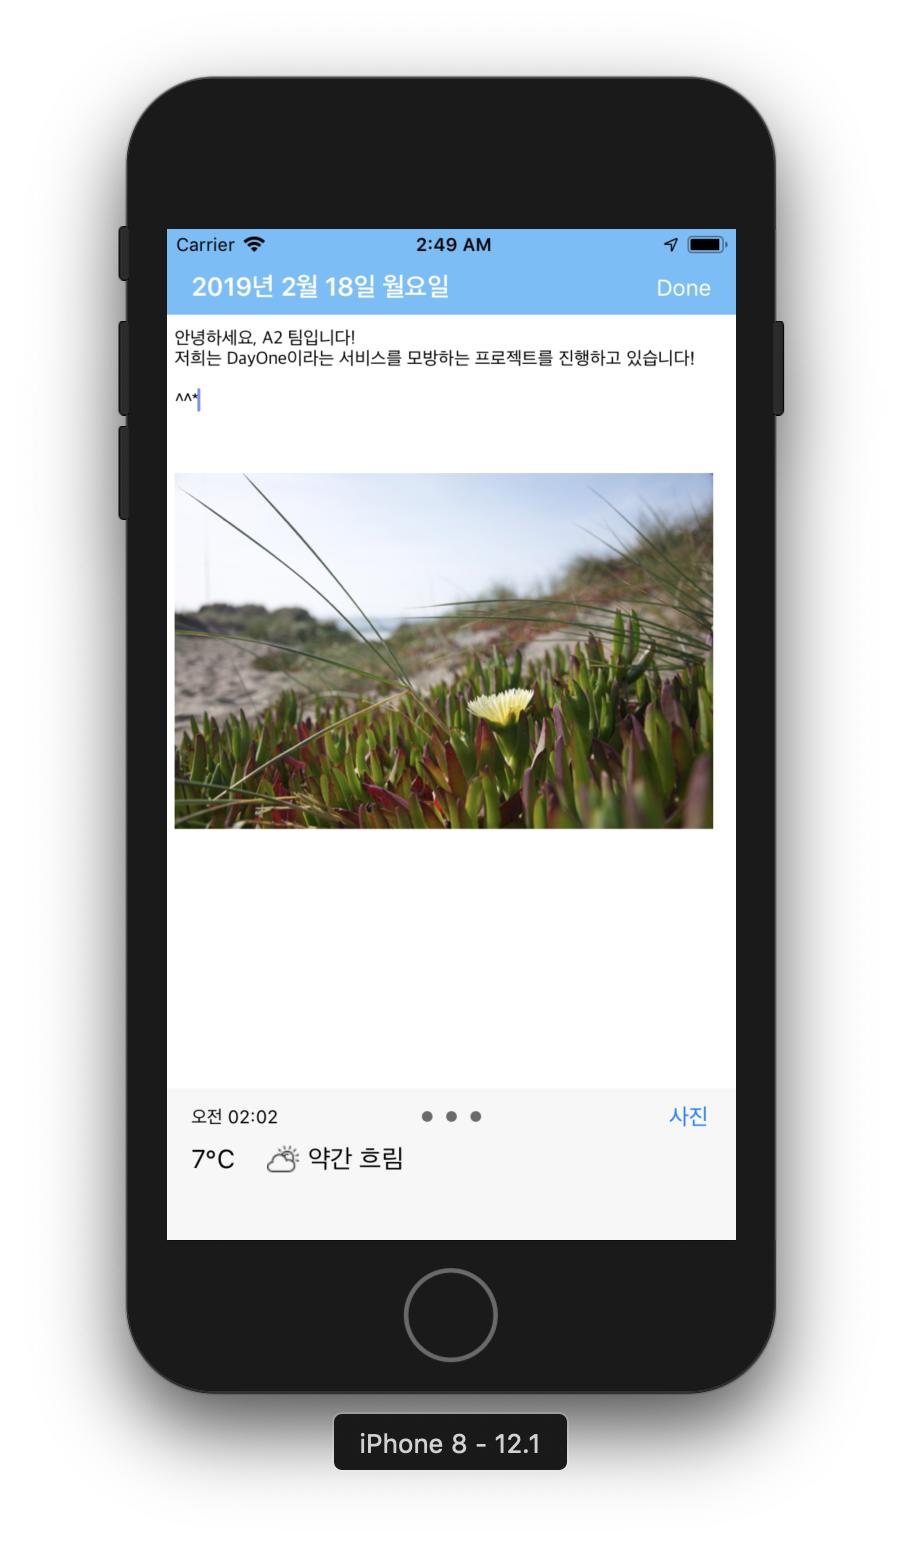 Carrier 2:49 AM
2019년 2월 18일 월요일 Done
안녕하세요, A2 팀입니다!
저희는 DayOne이라는 서비스를 모방하는 프로젝트를 진행하고 있습니다!
^^*
오전 02:02 사진
7°C 약간 흐림
iPhone 8 - 12.1